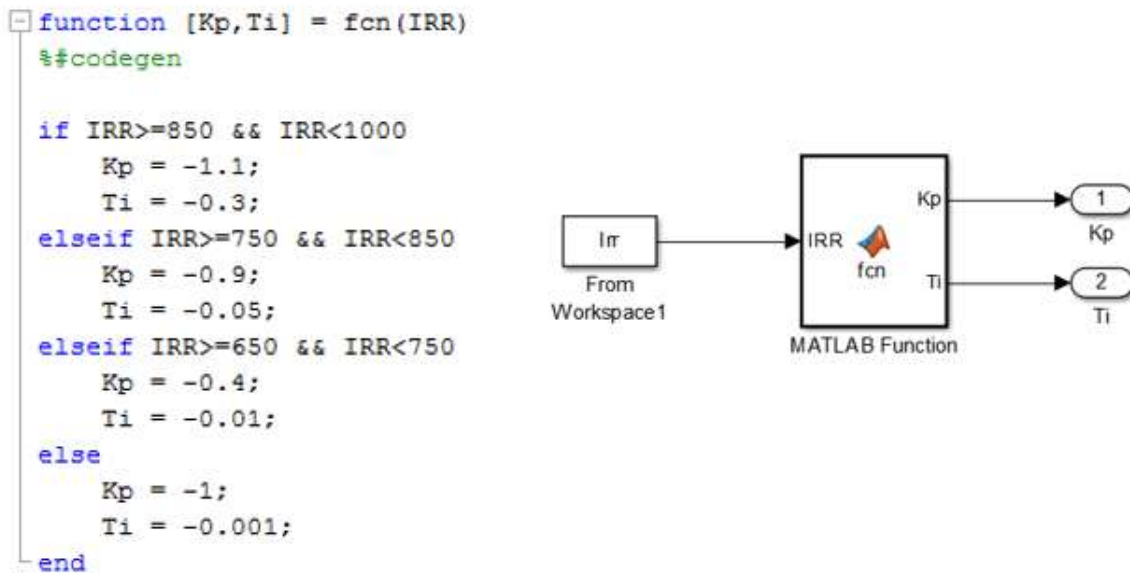 function [Kp,Ti] = fcn(IRR)
%#codegen
if IRR>=850 && IRR<1000
Kp = -1.1;
Ti = -0.3;
elseif IRR>=750 && IRR<850
Kp = -0.9;
Ti = -0.05;
elseif IRR>=650 && IRR<750
Kp = -0.4;
Ti = -0.01;
else
Kp = -1;
Ti = -0.001;
end
Irr
From
Workspace1
IRR
fcn
Kp
Ti
MATLAB Function
1
Kp
2
Ti